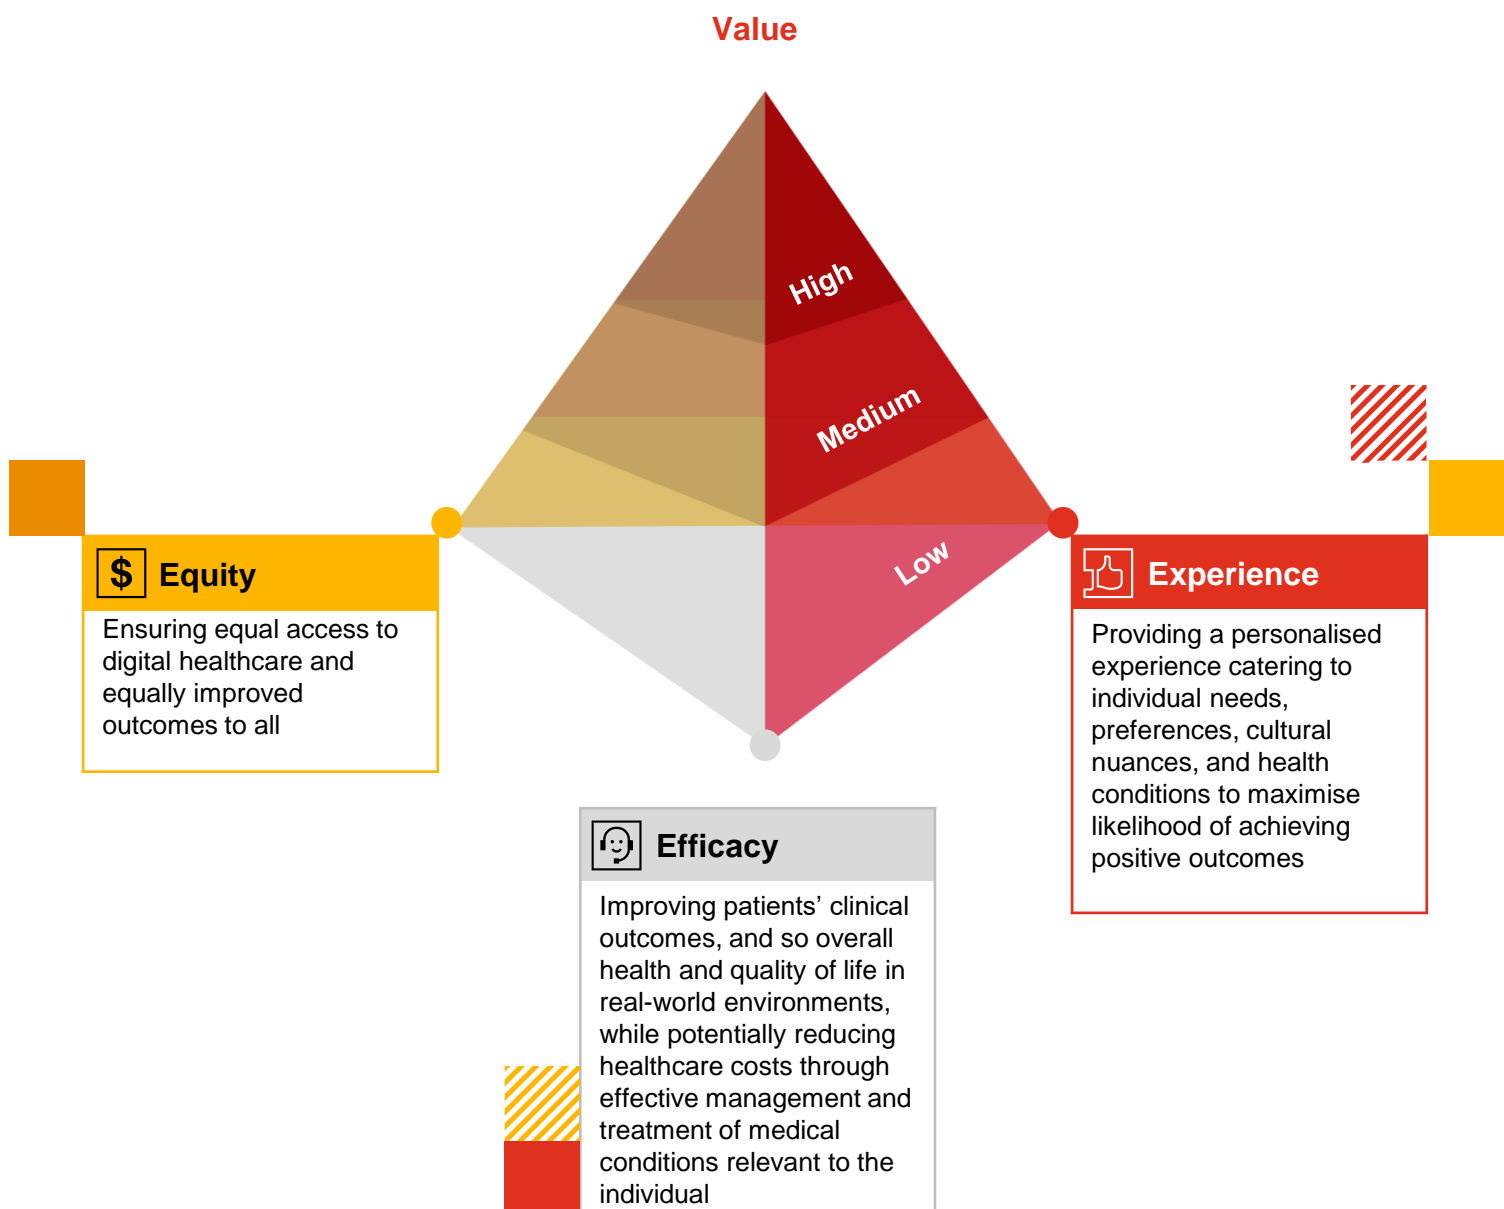 Value
High
Medium
Low
$ Equity
Ensuring equal access to
digital healthcare and
equally improved
outcomes to all
Experience
Providing a personalised
experience catering to
individual needs,
preferences, cultural
nuances, and health
conditions to maximise
likelihood of achieving
positive outcomes
Efficacy
Improving patients’ clinical
outcomes, and so overall
health and quality of life in
real-world environments,
while potentially reducing
healthcare costs through
effective management and
treatment of medical
conditions relevant to the
individual